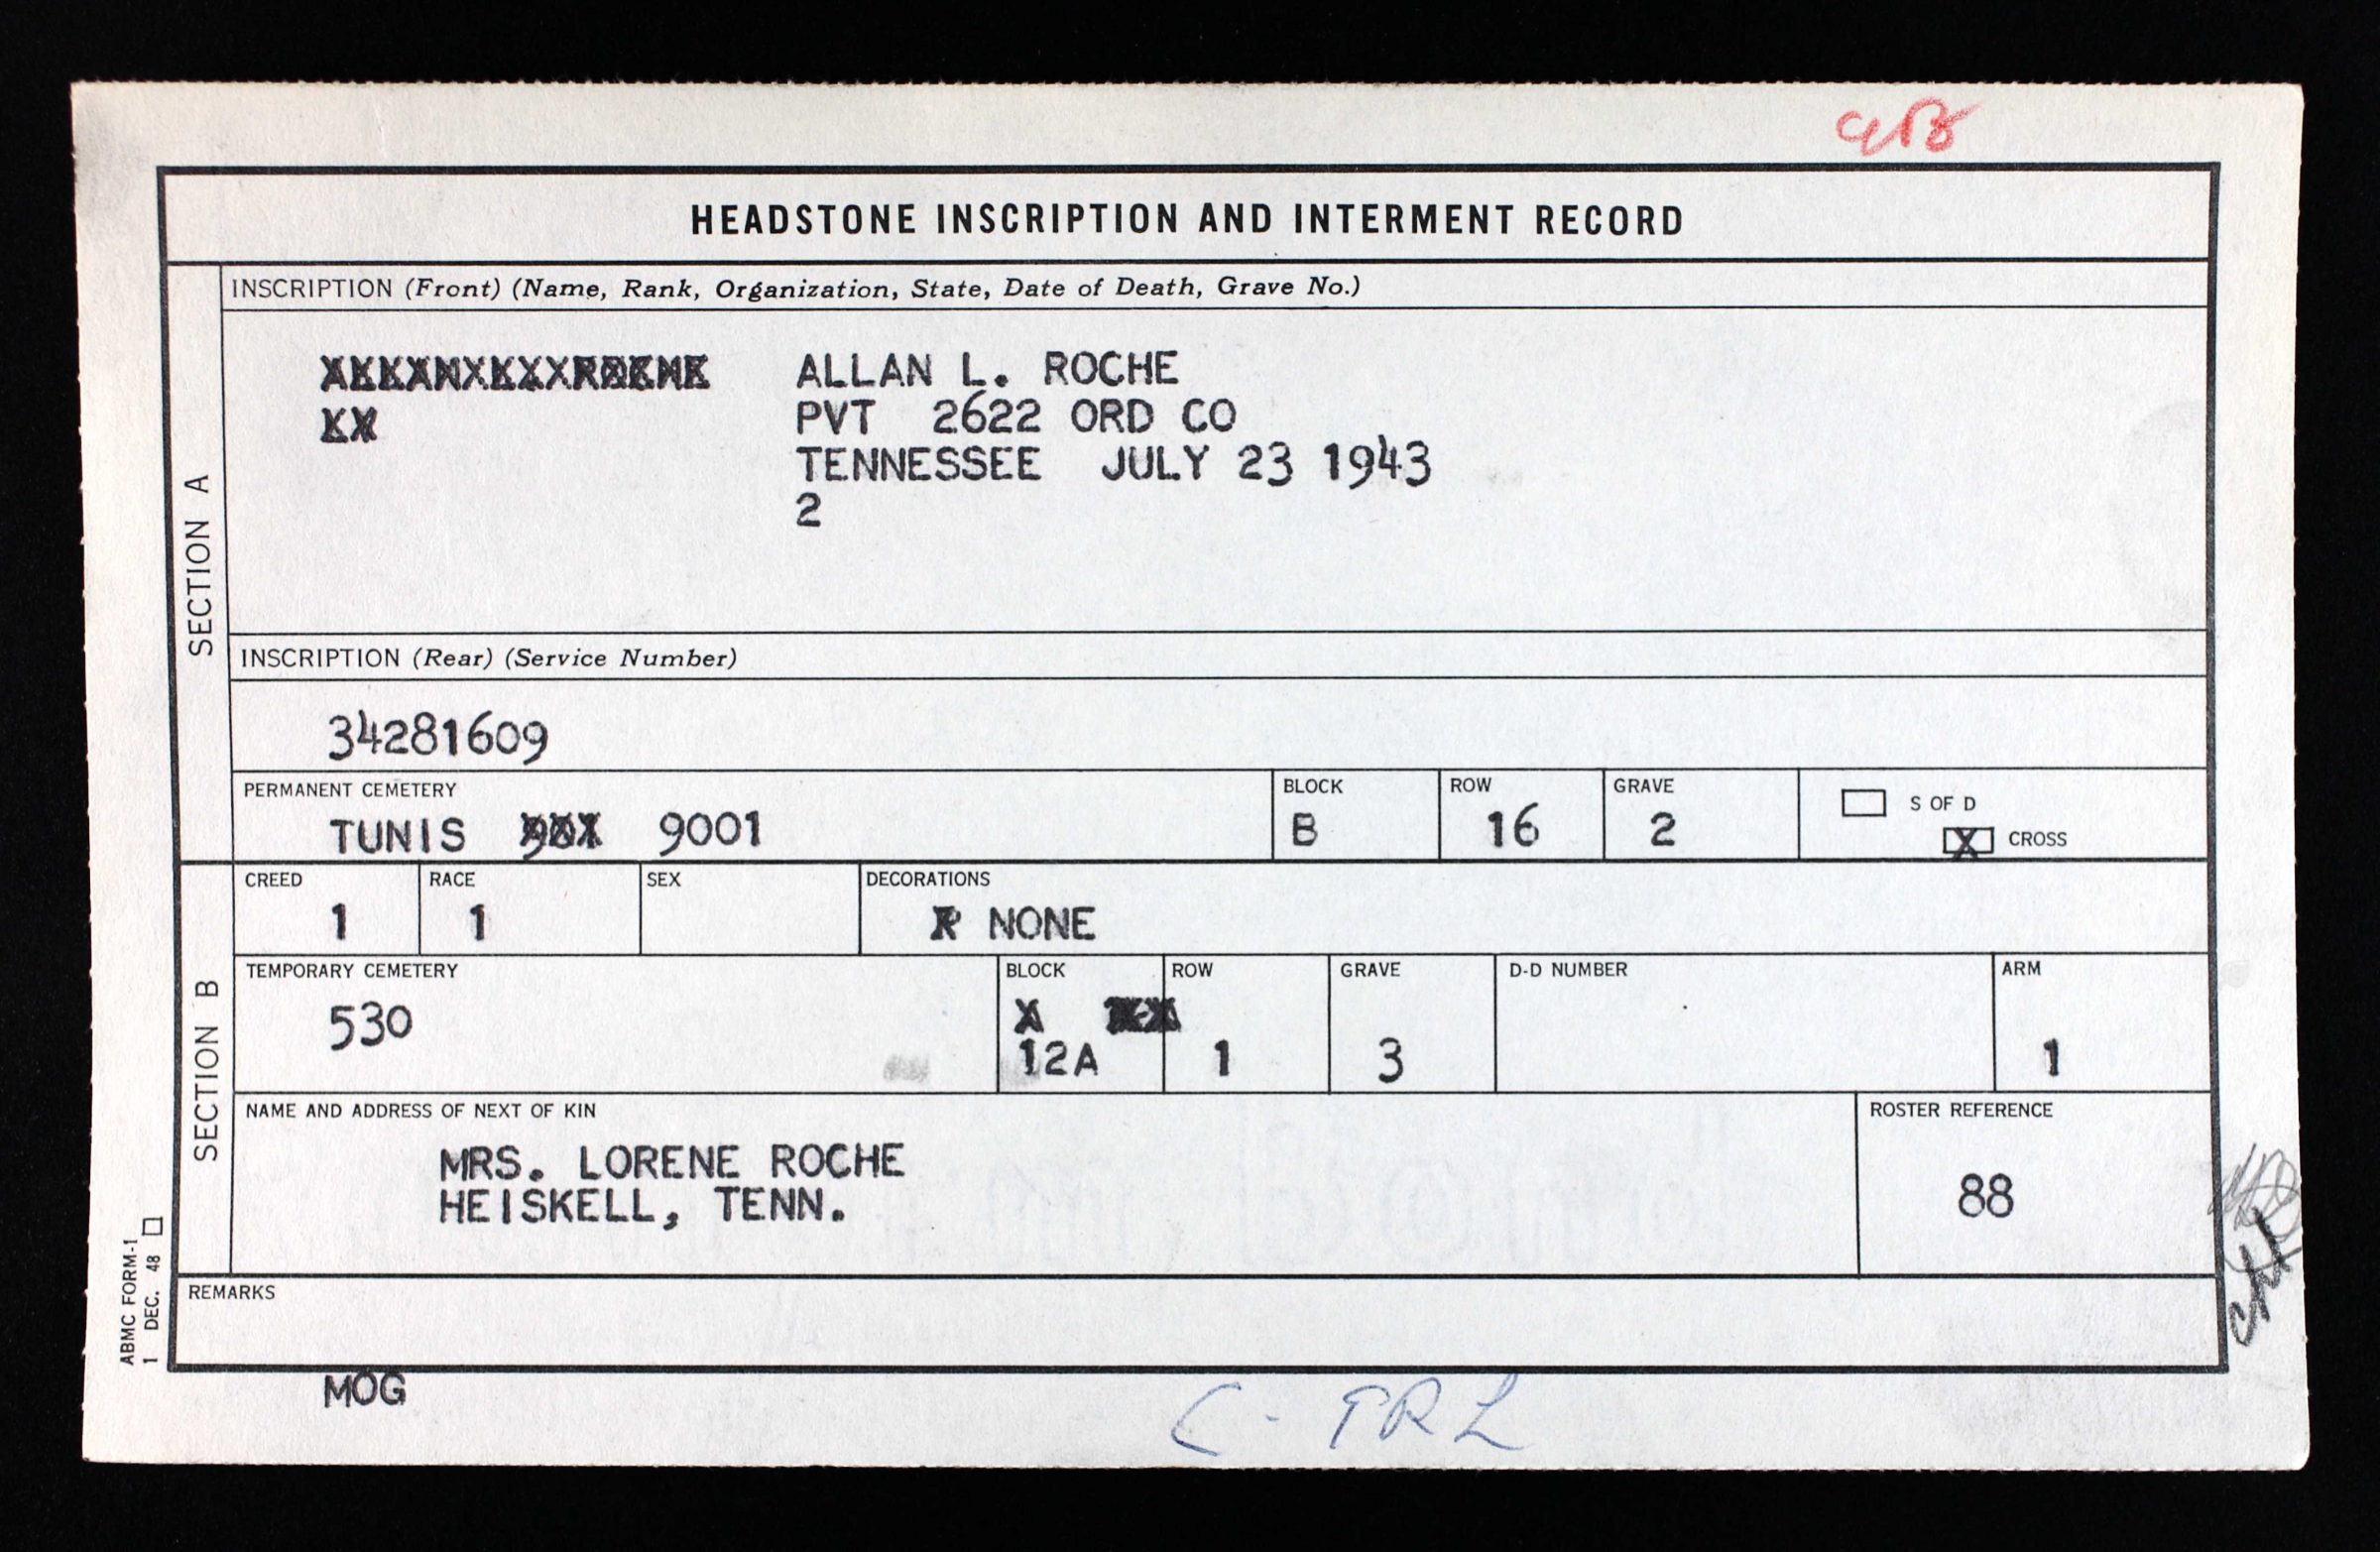 HEADSTONE INSCRIPTION AND INTERMENT RECORD
SECTION A
INSCRIPTION (Front) (Name, Rank, Organization, State, Date of Death, Grave No.)
ALLAN L. ROCHE
PVT 2622 ORD CO
TENNESSEE JULY 23 1943
2
INSCRIPTION (Rear) (Service Number)
34281609
PERMANENT CEMETERY
TUNIS 9001
BLOCK
B
ROW
16
GRAVE
2
S OF D
X CROSS
SECTION B
CREED
1
RACE
1
SEX
DECORATIONS
NONE
TEMPORARY CEMETERY
530
BLOCK
12A
ROW
1
GRAVE
3
D-D NUMBER
ARM
1
NAME AND ADDRESS OF NEXT OF KIN
MRS. LORENE ROCHE
HEISKELL, TENN.
ROSTER REFERENCE
88
REMARKS
ABMC FORM-1
1 DEC. 48
MOG
C - TRL